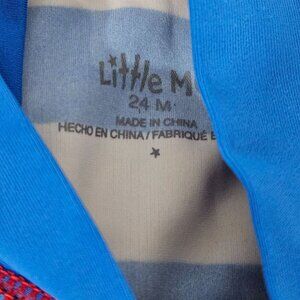 Little M
24 M
MADE IN CHINA
HECHO EN CHINA / FABRIQUÉ E